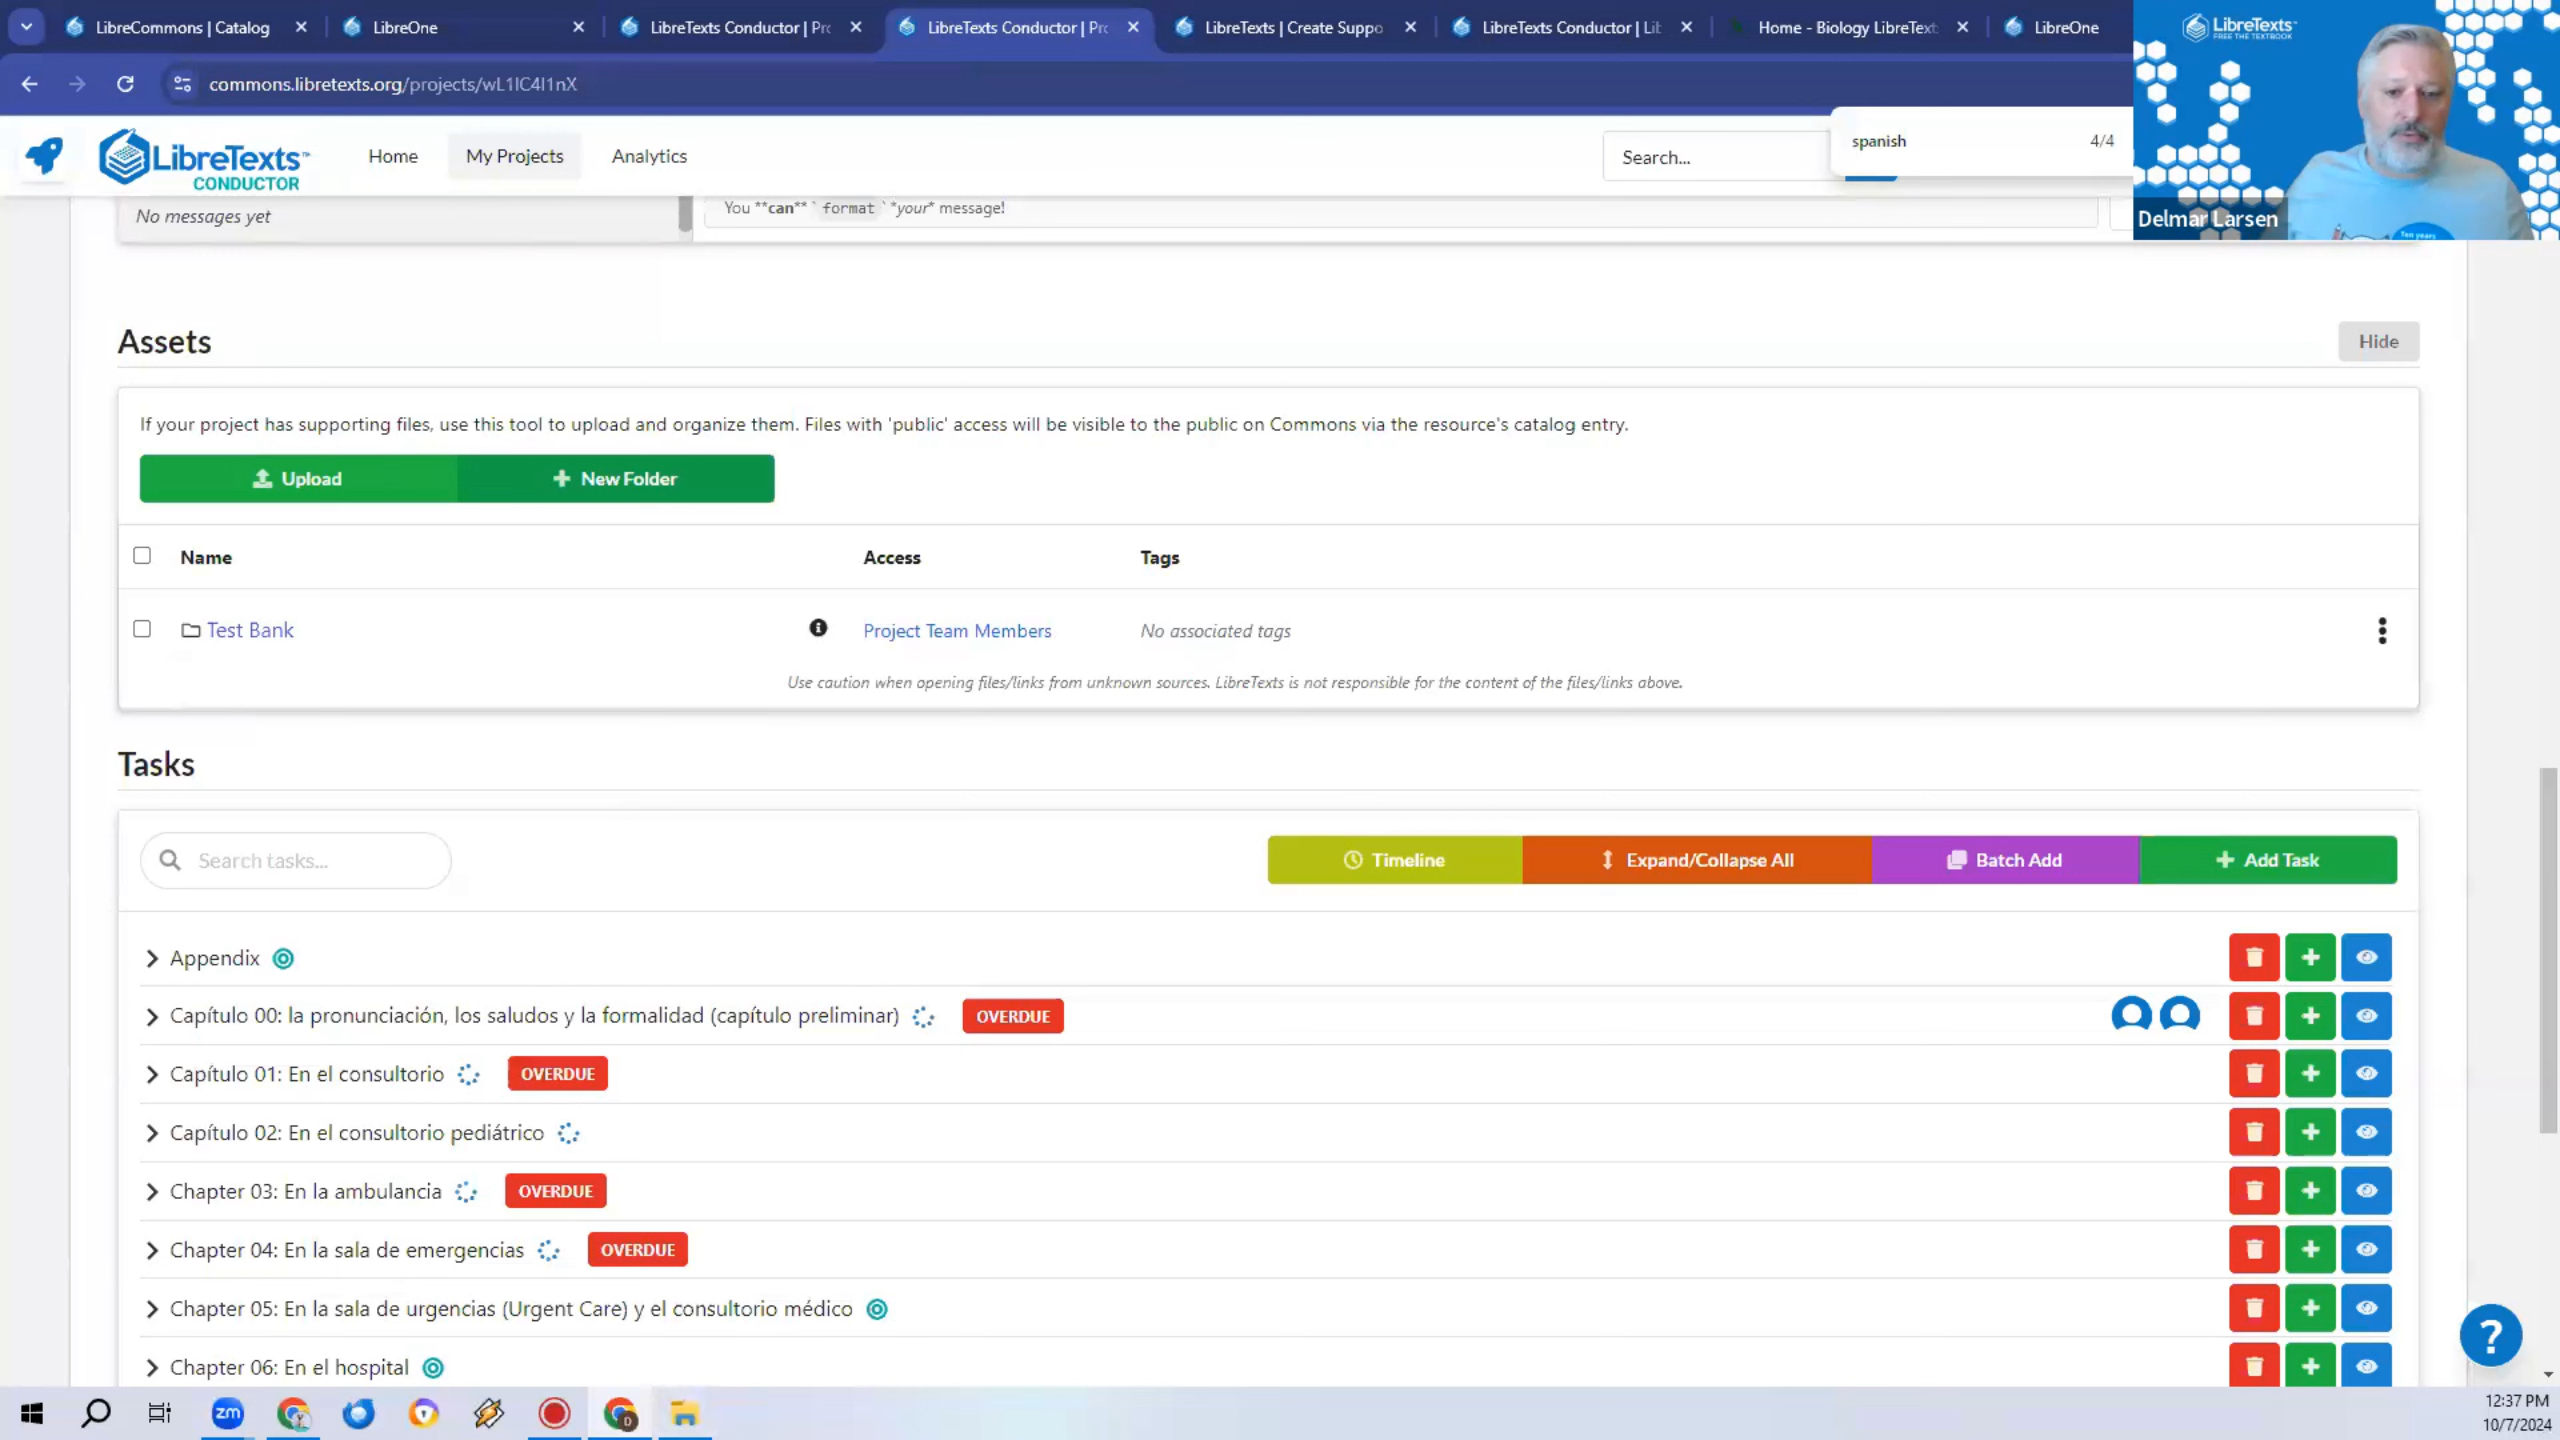 LibreCommons | Catalog
LibreOne
LibreTexts Conductor | Pr
LibreTexts Conductor | Pr
LibreTexts | Create Suppo
LibreTexts Conductor | Lit
Home - Biology LibreText
LibreOne
commons.libretexts.org/projects/wL1IC4I1nX
LibreTexts™
CONDUCTOR
Home
My Projects
Analytics
Search...
spanish
4/4
LibreTexts™
FREE THE TEXTBOOK
Delmar Larsen
Ten years
No messages yet
You **can** `format` *your* message!
Assets
Hide
If your project has supporting files, use this tool to upload and organize them. Files with 'public' access will be visible to the public on Commons via the resource's catalog entry.
Upload
New Folder
Name
Access
Tags
Test Bank
Project Team Members
No associated tags
Use caution when opening files/links from unknown sources. LibreTexts is not responsible for the content of the files/links above.
Tasks
Search tasks...
Timeline
Expand/Collapse All
Batch Add
Add Task
Appendix
Capítulo 00: la pronunciación, los saludos y la formalidad (capítulo preliminar)
OVERDUE
Capítulo 01: En el consultorio
OVERDUE
Capítulo 02: En el consultorio pediátrico
Chapter 03: En la ambulancia
OVERDUE
Chapter 04: En la sala de emergencias
OVERDUE
Chapter 05: En la sala de urgencias (Urgent Care) y el consultorio médico
Chapter 06: En el hospital
?
zm
D
12:37 PM
10/7/2024